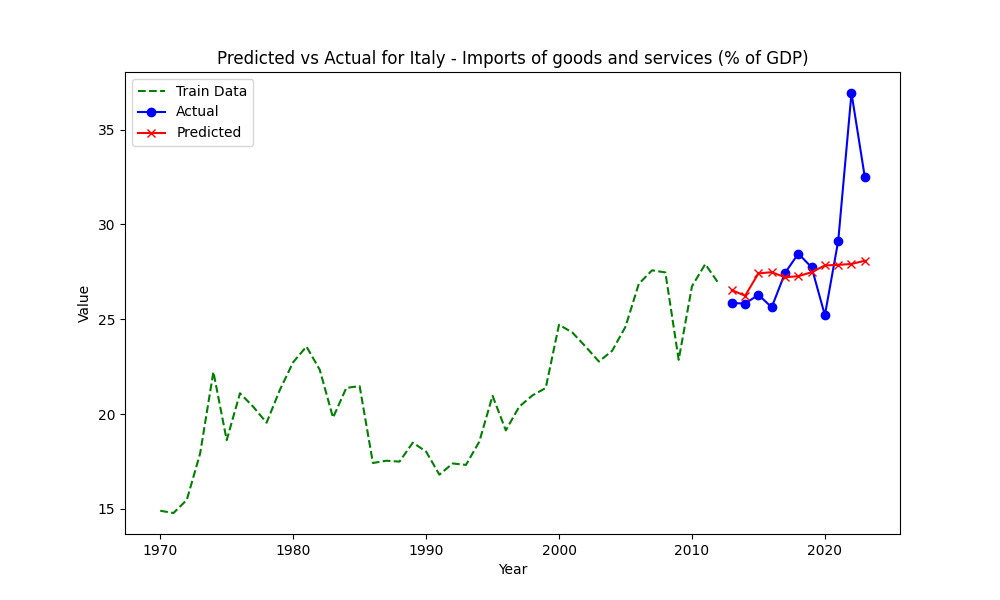 Predicted vs Actual for Italy - Imports of goods and services (% of GDP)
Train Data
Actual
Predicted
35
30
25
20
15
Value
1970
1980
1990
2000
2010
2020
Year